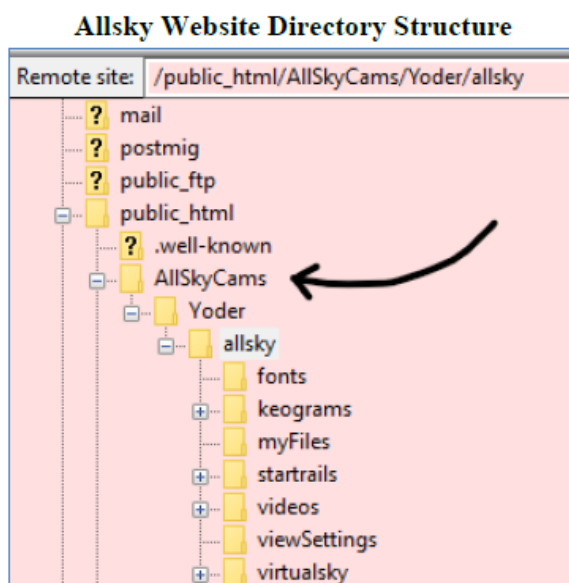 Allsky Website Directory Structure
Remote site: /public_html/AllSkyCams/Yoder/allsky
? mail
? postmig
? public_ftp
public_html
? .well-known
AllSkyCams
Yoder
allsky
fonts
keograms
myFiles
startrails
videos
viewSettings
virtualsky